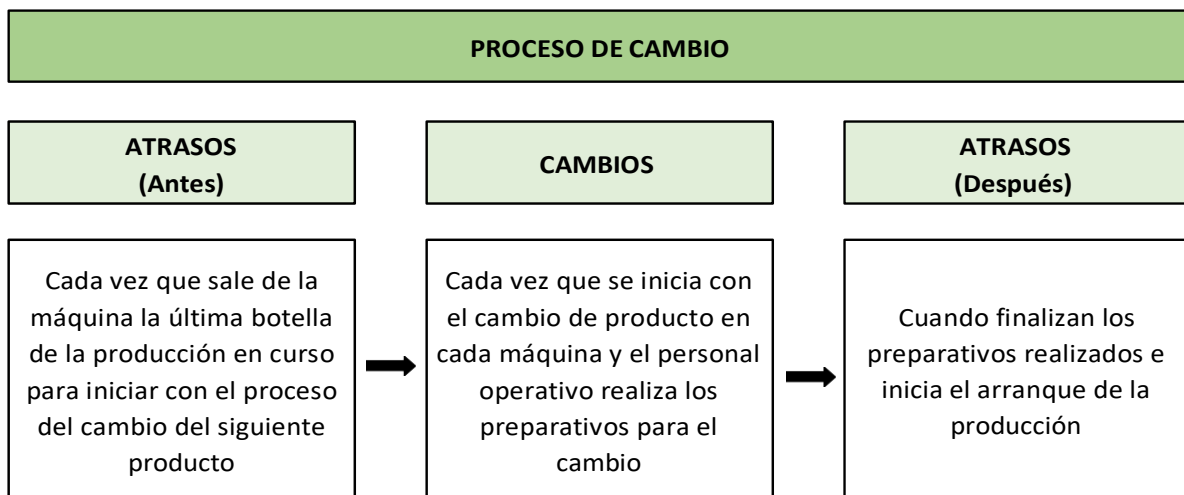 PROCESO DE CAMBIO
ATRASOS
(Antes)
CAMBIOS
ATRASOS
(Después)
Cada vez que sale de la
máquina la última botella
de la producción en curso
para iniciar con el proceso
del cambio del siguiente
producto
Cada vez que se inicia con
el cambio de producto en
cada máquina y el personal
operativo realiza los
preparativos para el
cambio
Cuando finalizan los
preparativos realizados e
inicia el arranque de la
producción